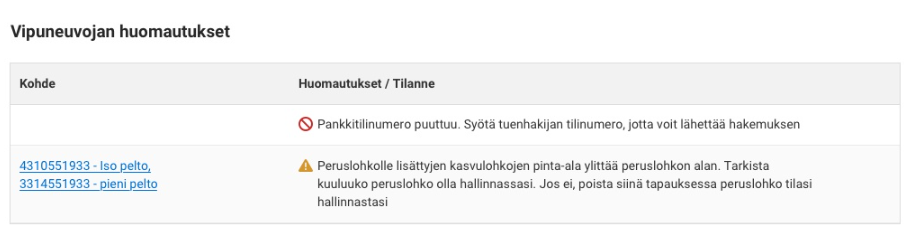 Vipuneuvojan huomautukset
Kohde
Huomautukset / Tilanne
Pankkitilinumero puuttuu. Syötä tuenhakijan tilinumero, jotta voit lähettää hakemuksen
4310551933 - Iso pelto,
3314551933 - pieni pelto
Peruslohkolle lisättyjen kasvulohkojen pinta-ala ylittää peruslohkon alan. Tarkista
kuuluuko peruslohko olla hallinnassasi. Jos ei, poista siinä tapauksessa peruslohko tilasi
hallinnastasi